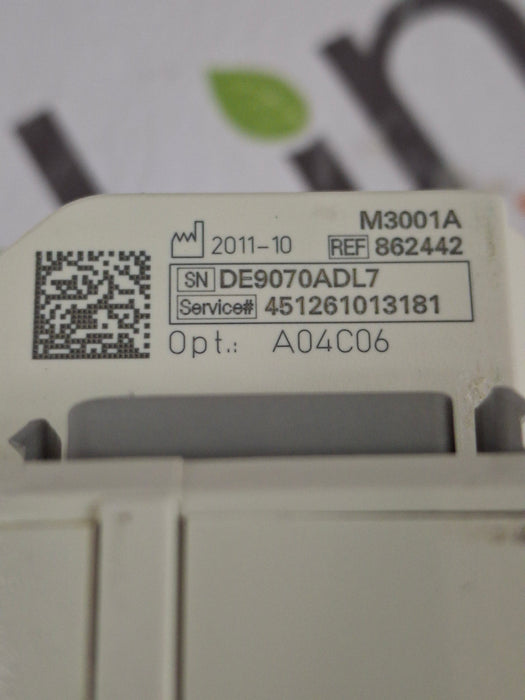 M3001A
2011-10 REF 862442
SN DE9070ADL7
Service# 451261013181
Opt.: A04C06